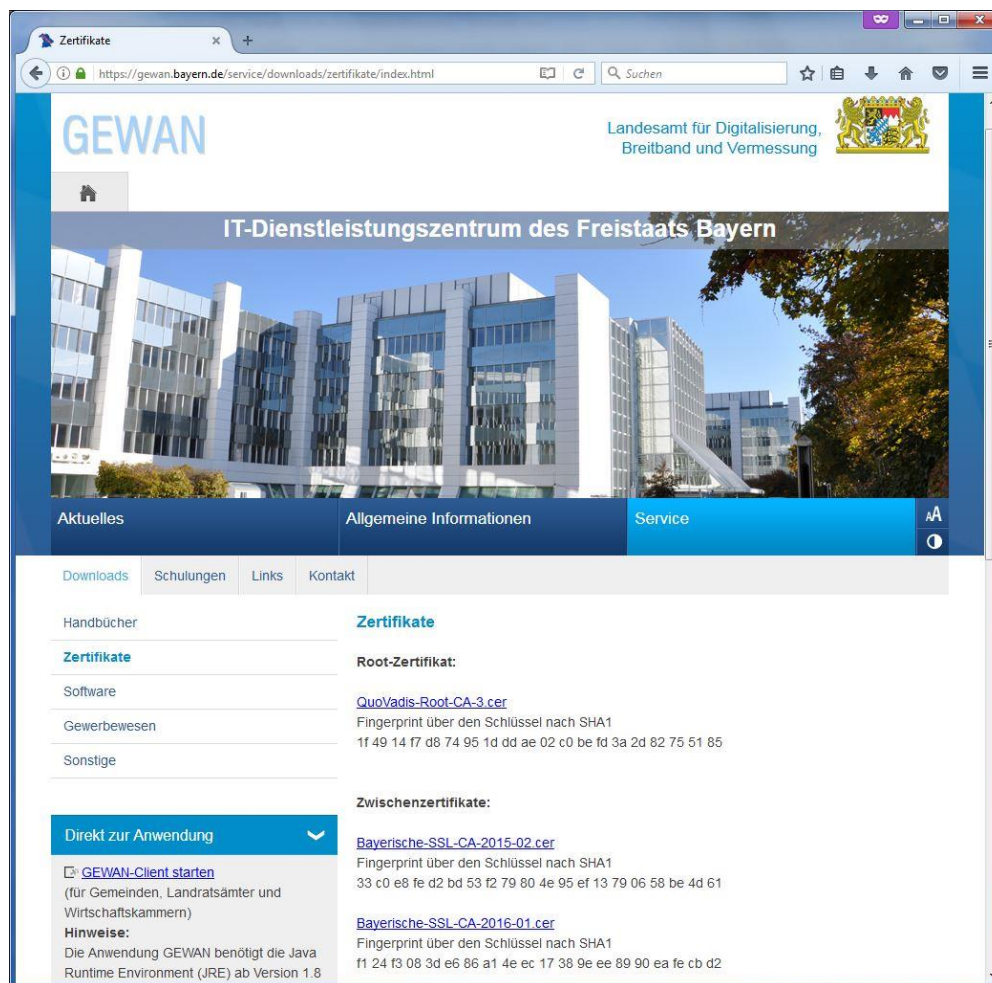 Zertifikate
https://gewan.bayern.de/service/downloads/zertifikate/index.html
Suchen
GEWAN
Landesamt für Digitalisierung,
Breitband und Vermessung
IT-Dienstleistungszentrum des Freistaats Bayern
Aktuelles
Allgemeine Informationen
Service
AA
Downloads
Schulungen
Links
Kontakt
Handbücher
Zertifikate
Software
Gewerbewesen
Sonstige
Direkt zur Anwendung
GEWAN-Client starten
(für Gemeinden, Landratsämter und
Wirtschaftskammern)
Hinweise:
Die Anwendung GEWAN benötigt die Java
Runtime Environment (JRE) ab Version 1.8
Zertifikate
Root-Zertifikat:
QuoVadis-Root-CA-3.cer
Fingerprint über den Schlüssel nach SHA1
1f 49 14 f7 d8 74 95 1d dd ae 02 c0 be fd 3a 2d 82 75 51 85
Zwischenzertifikate:
Bayerische-SSL-CA-2015-02.cer
Fingerprint über den Schlüssel nach SHA1
33 c0 e8 fe d2 bd 53 f2 79 80 4e 95 ef 13 79 06 58 be 4d 61
Bayerische-SSL-CA-2016-01.cer
Fingerprint über den Schlüssel nach SHA1
f1 24 f3 08 3d e6 86 a1 4e ec 17 38 9e ee 89 90 ea fe cb d2